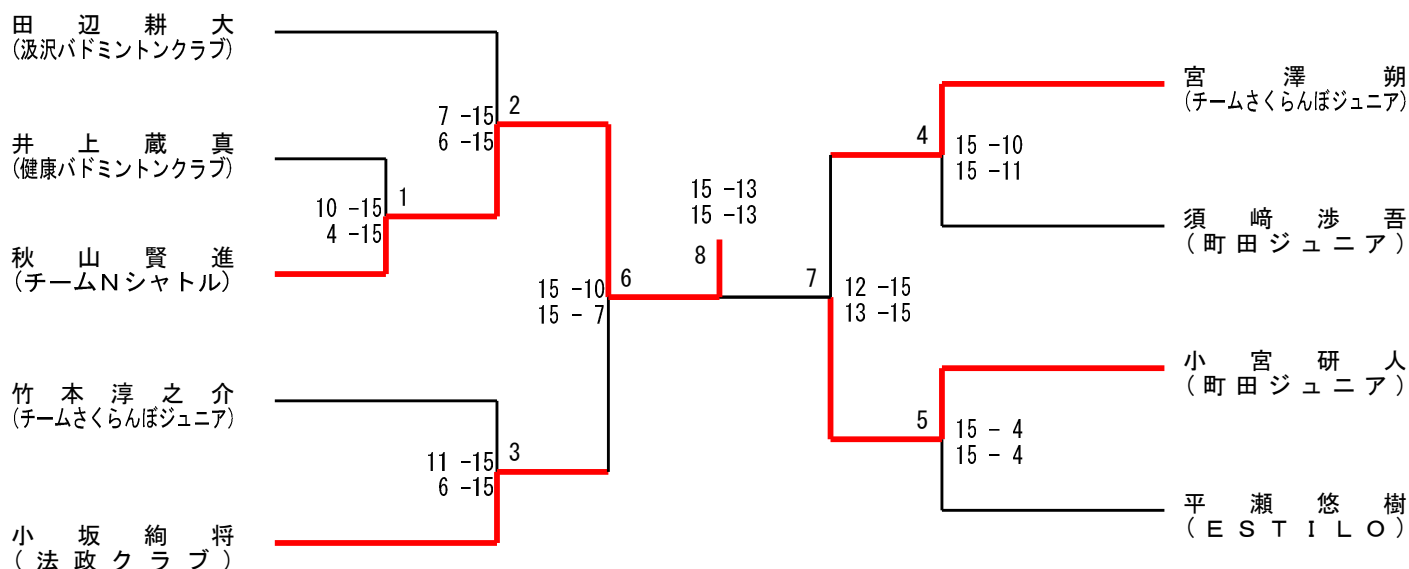 田辺耕大
(汲沢バドミントンクラブ)
井上蔵真
(健康バドミントンクラブ)
秋山賢進
(チームNシャトル)
竹本淳之介
(チームさくらんぼジュニア)
小坂絢将
(法政クラブ)
7 -15
6 -15
2
10 -15
4 -15
1
15 -10
15 - 7
6
11 -15
6 -15
3
15 -13
15 -13
8
7
12 -15
13 -15
4
15 -10
15 -11
5
15 - 4
15 - 4
宮澤朔
(チームさくらんぼジュニア)
須﨑渉吾
(町田ジュニア)
小宮研人
(町田ジュニア)
平瀬悠樹
(ESTILO)